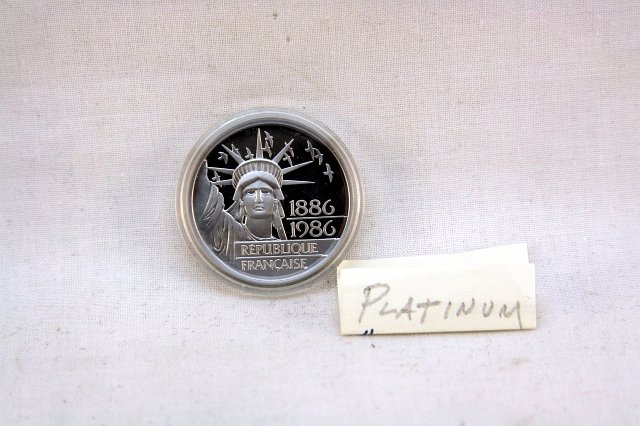 1886
1986
RÉPUBLIQUE
FRANÇAISE
PLATINUM